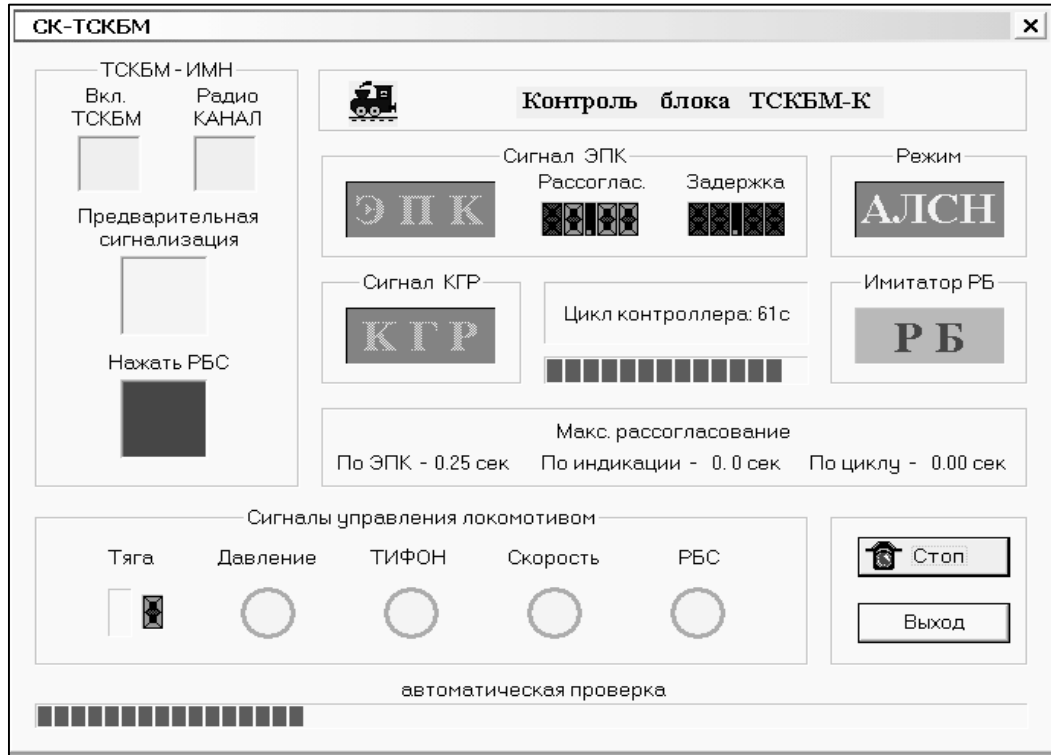 СК-ТСКБМ
ТСКБМ - ИМН
Вкл.
ТСКБМ
Радио
КАНАЛ
Предварительная
сигнализация
Нажать РБС
Контроль блока ТСКБМ-К
Сигнал ЭПК
ЭПК
Рассоглас.
Задержка
Режим
АЛСН
Сигнал КГР
КГР
Цикл контроллера: 61с
Имитатор РБ
РБ
Макс. рассогласование
По ЭПК - 0.25 сек По индикации - 0. 0 сек По циклу - 0.00 сек
Сигналы управления локомотивом
Тяга Давление ТИФОН Скорость РБС
Стоп
Выход
автоматическая проверка